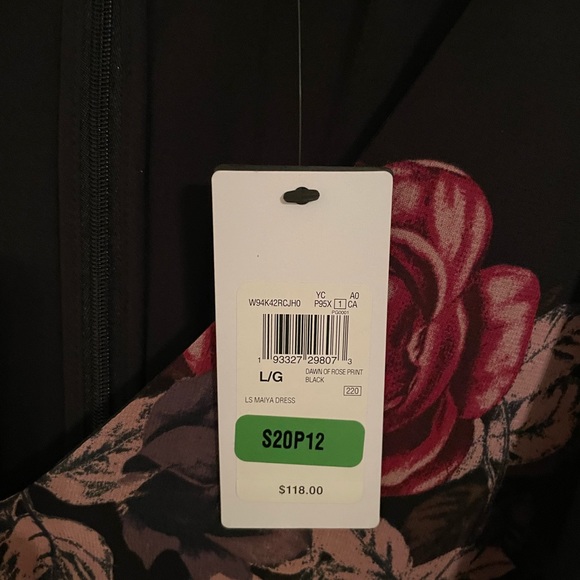 YC A0
W94K42RCJH0 P95X 1 CA
PG0001
1 93327 29807 3
L/G DAWN OF ROSE PRINT
BLACK
220
LS MAIYA DRESS
S20P12
$118.00